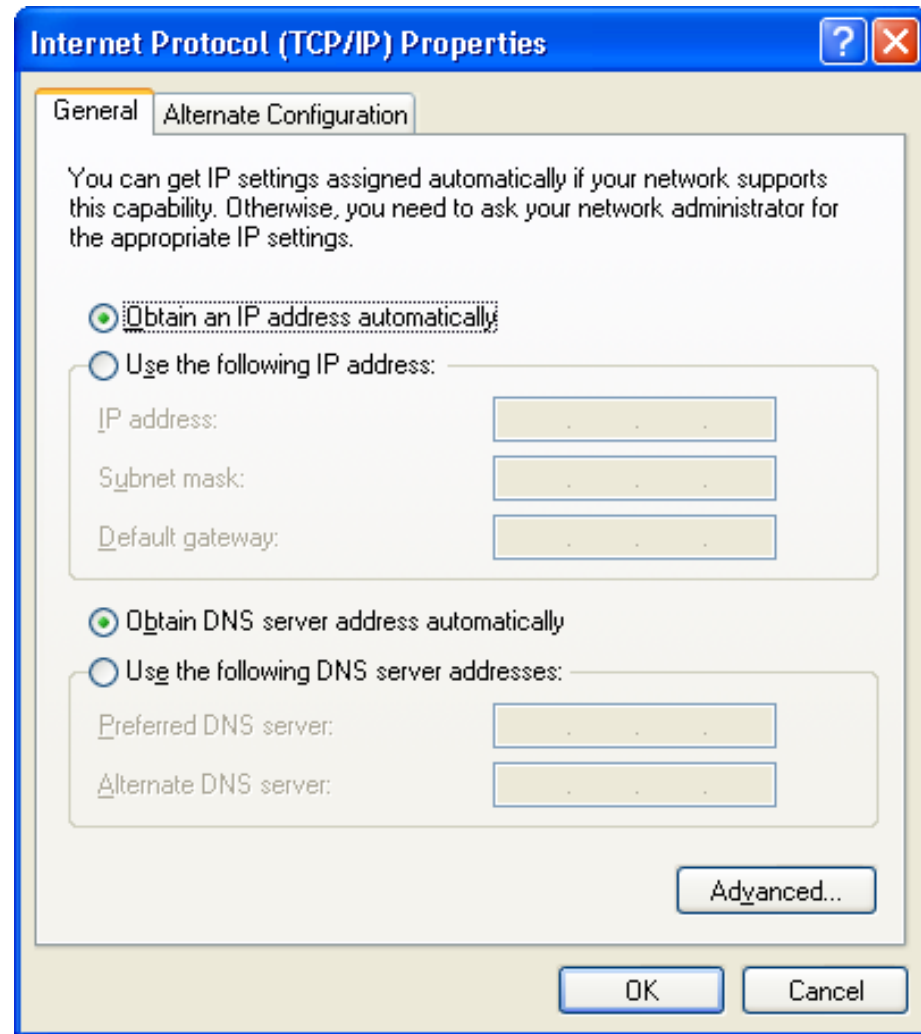 Internet Protocol (TCP/IP) Properties
General
Alternate Configuration
You can get IP settings assigned automatically if your network supports
this capability. Otherwise, you need to ask your network administrator for
the appropriate IP settings.
Obtain an IP address automatically
Use the following IP address:
IP address:
Subnet mask:
Default gateway:
Obtain DNS server address automatically
Use the following DNS server addresses:
Preferred DNS server:
Alternate DNS server:
Advanced...
OK
Cancel